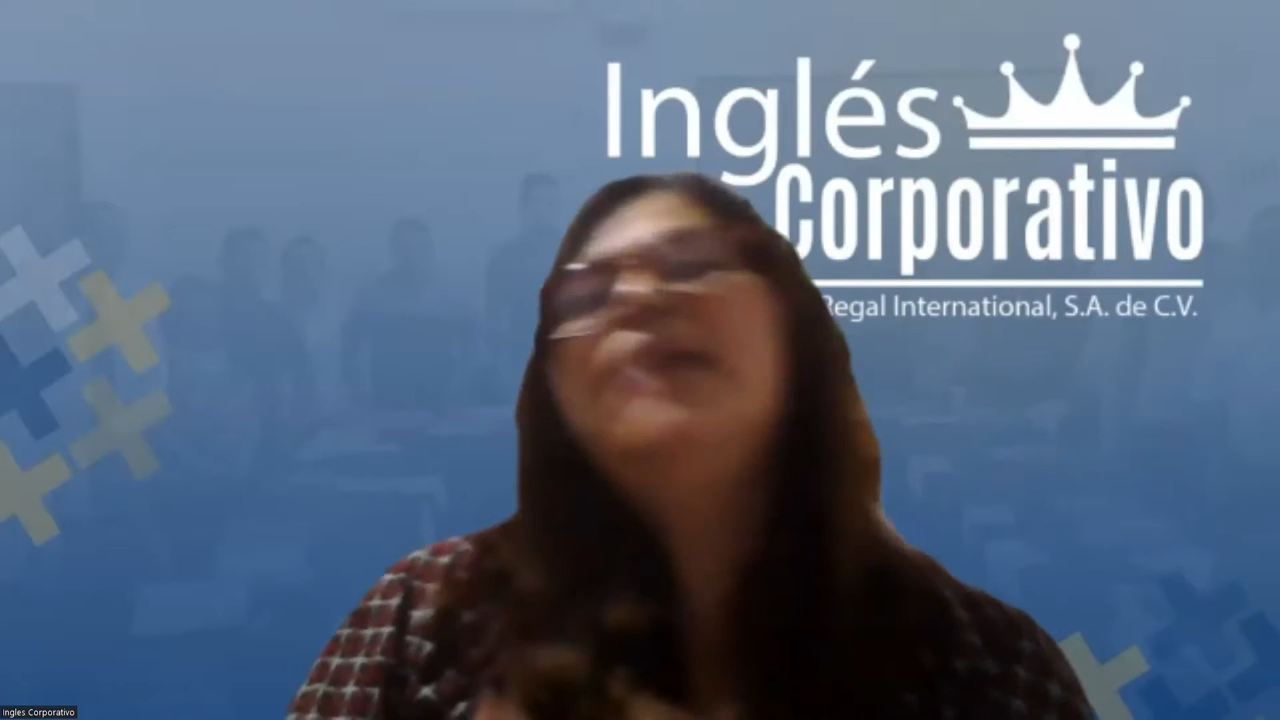 Inglés
Corporativo
Regal International, S.A. de C.V.
Ingles Corporativo